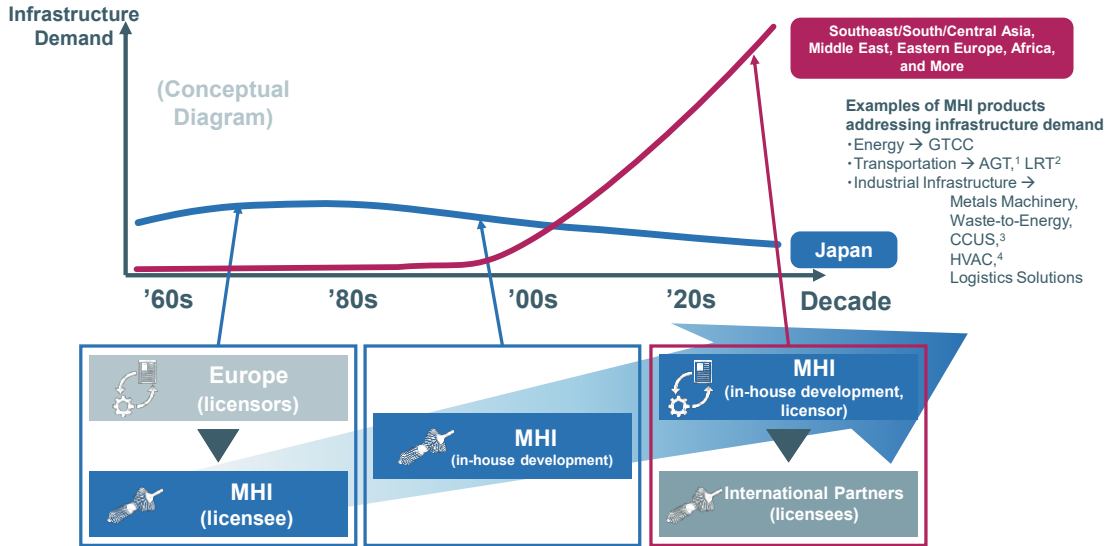 Infrastructure
Demand
(Conceptual
Diagram)
Southeast/South/Central Asia,
Middle East, Eastern Europe, Africa,
and More
Examples of MHI products
addressing infrastructure demand
・Energy → GTCC
・Transportation → AGT,¹ LRT²
・Industrial Infrastructure →
Metals Machinery,
Waste-to-Energy,
CCUS,³
HVAC,⁴
Logistics Solutions
Japan
’60s ’80s ’00s ’20s Decade
Europe
(licensors)
MHI
(licensee)
MHI
(in-house development)
MHI
(in-house development,
licensor)
International Partners
(licensees)